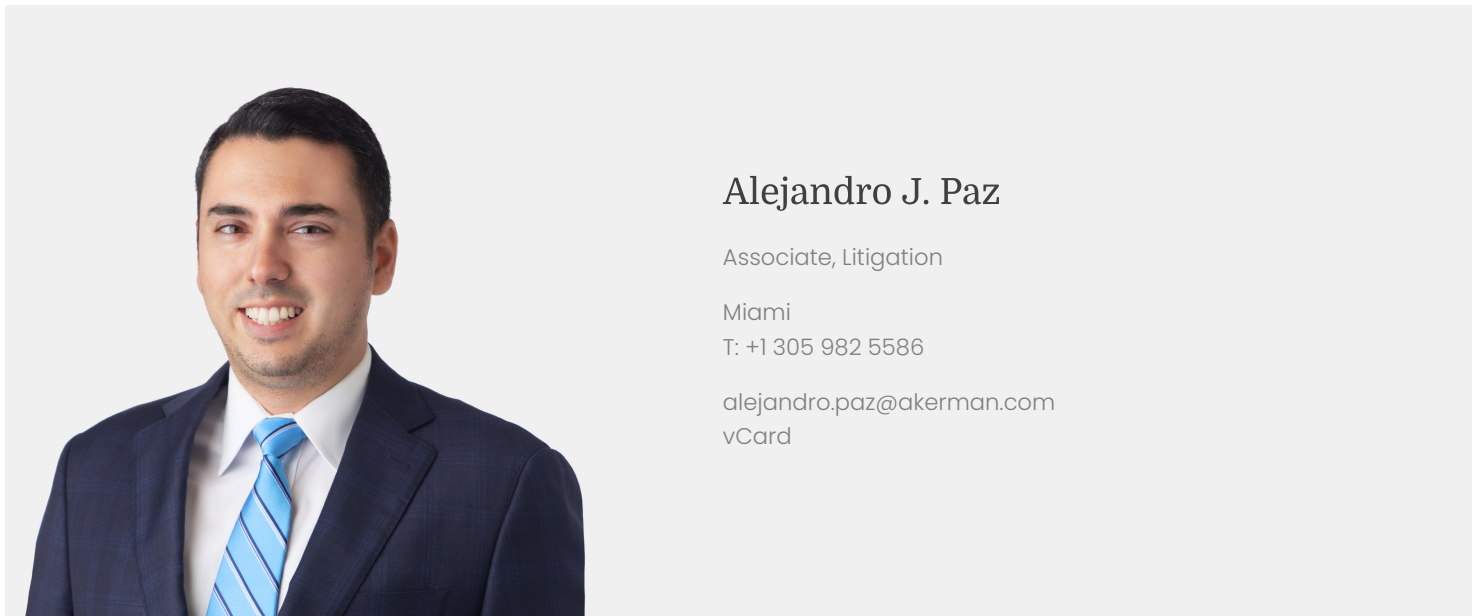 Alejandro J. Paz
Associate, Litigation
Miami
T: +1 305 982 5586
alejandro.paz@akerman.com
vCard